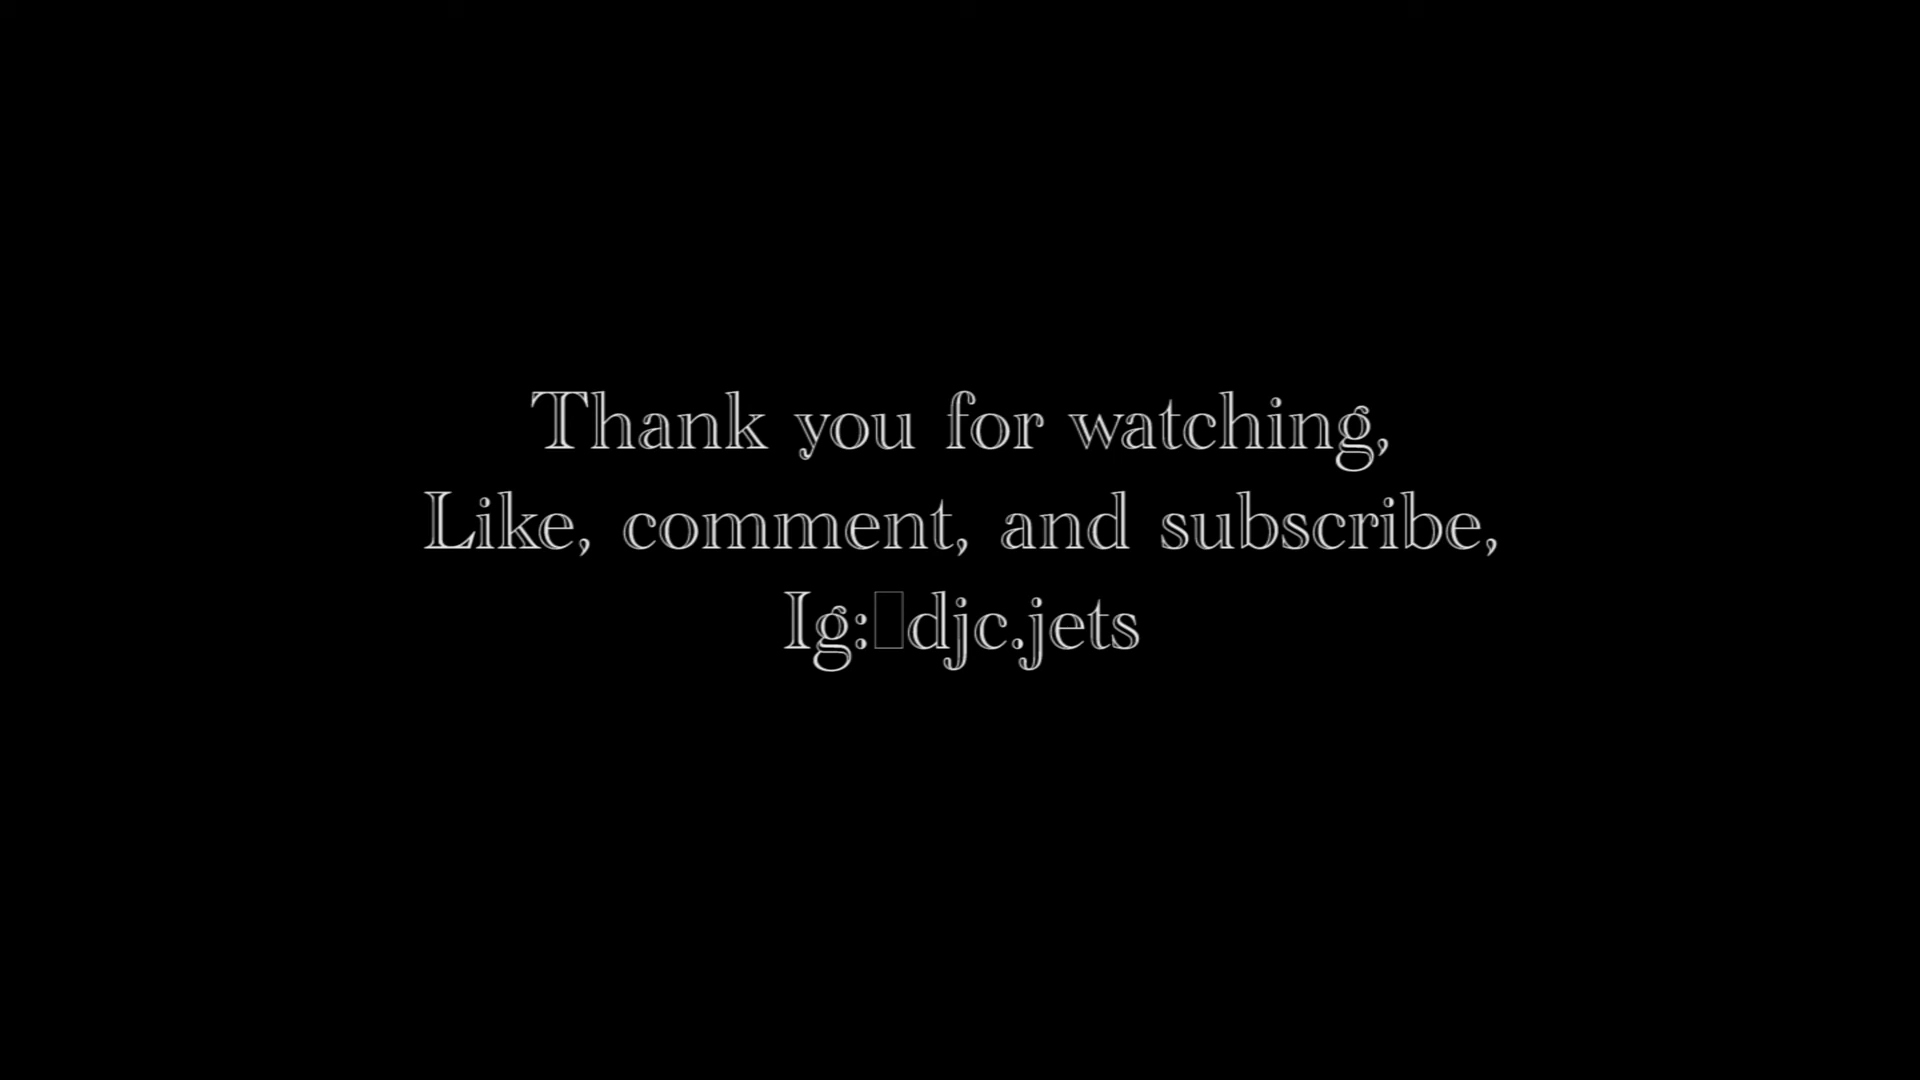 Thank you for watching,
Like, comment, and subscribe,
Ig:□djc.jets